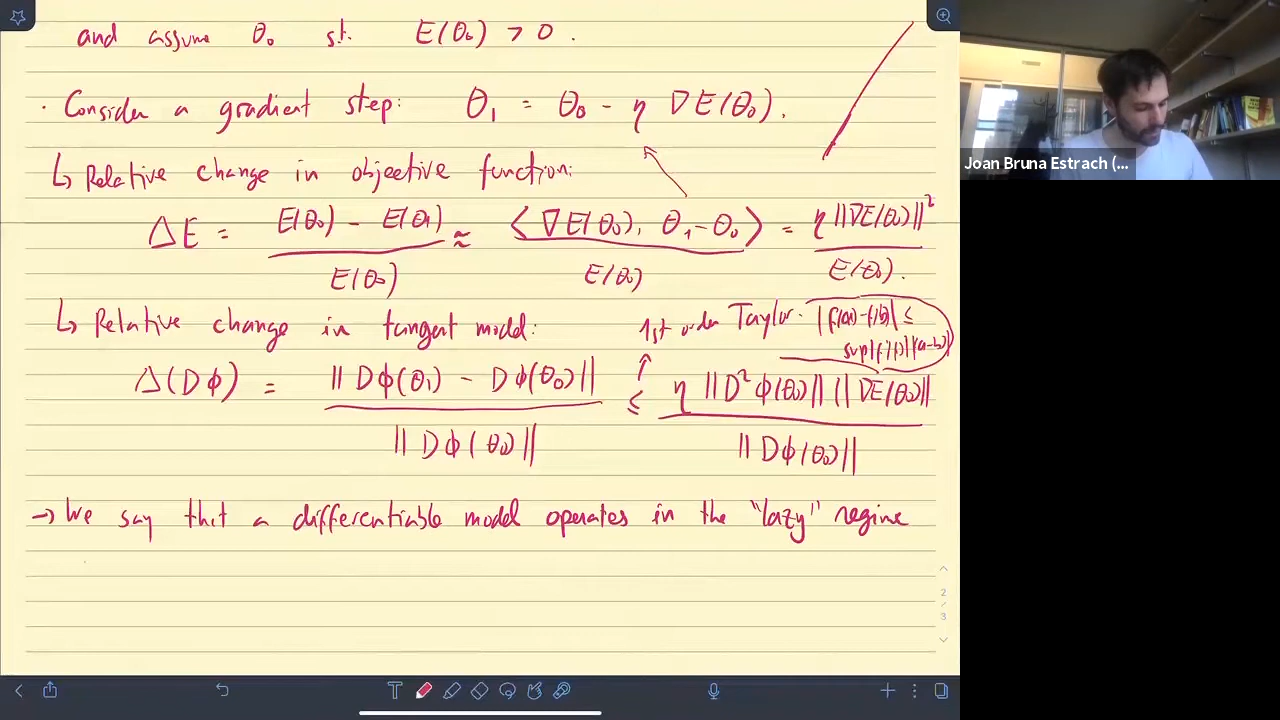 and assume θ₀ st. E(θ₀) > 0 .
· Consider a gradient step: θ₁ = θ₀ - η ∇E(θ₀).
↳ Relative change in objective function:
ΔE = E(θ₀) - E(θ₁) / E(θ₀) ≈ ⟨∇E(θ₀), θ₁-θ₀⟩ / E(θ₀) = η ||∇E(θ₀)||² / E(θ₀).
↳ Relative change in tangent model:
1st order Taylor. |f(a)-f(b)| ≤
sup|f'(p)||a-b|
Δ(Dϕ) = || Dϕ(θ₁) - Dϕ(θ₀)|| / || Dϕ(θ₀) || ≤ η ||D²ϕ(θ₀)|| ||∇E(θ₀)|| / || Dϕ(θ₀)||
→ We say that a differentiable model operates in the "lazy" regime
Joan Bruna Estrach (...
2
/
3
T